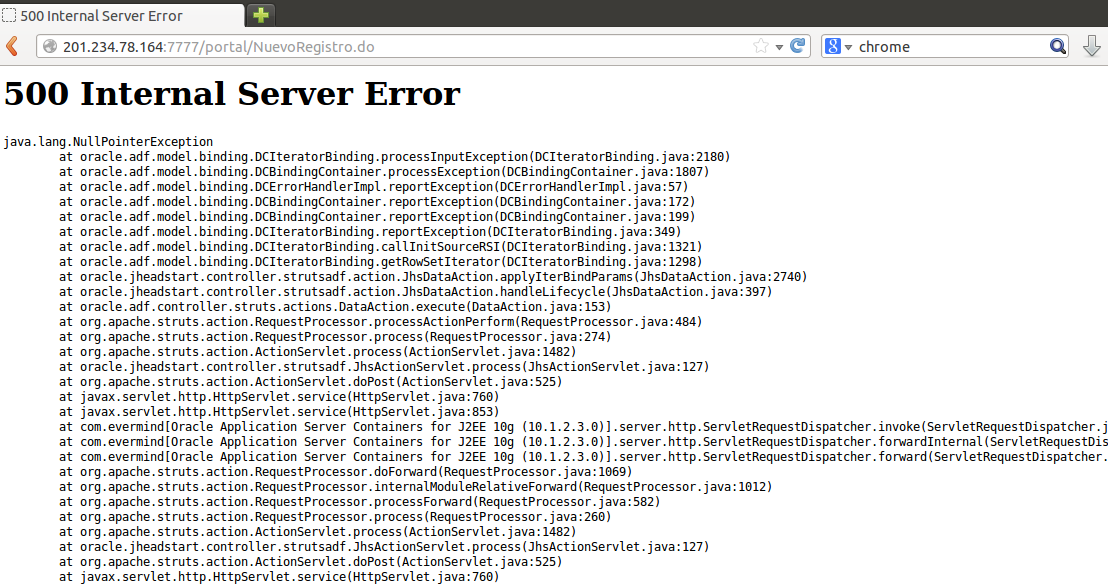 500 Internal Server Error
201.234.78.164:7777/portal/NuevoRegistro.do
8
chrome
500 Internal Server Error
java.lang.NullPointerException
at oracle.adf.model.binding.DCIteratorBinding.processInputException(DCIteratorBinding.java:2180)
at oracle.adf.model.binding.DCBindingContainer.processException(DCBindingContainer.java:1807)
at oracle.adf.model.binding.DCErrorHandlerImpl.reportException(DCErrorHandlerImpl.java:57)
at oracle.adf.model.binding.DCBindingContainer.reportException(DCBindingContainer.java:172)
at oracle.adf.model.binding.DCBindingContainer.reportException(DCBindingContainer.java:199)
at oracle.adf.model.binding.DCIteratorBinding.reportException(DCIteratorBinding.java:349)
at oracle.adf.model.binding.DCIteratorBinding.callInitSourceRSI(DCIteratorBinding.java:1321)
at oracle.adf.model.binding.DCIteratorBinding.getRowSetIterator(DCIteratorBinding.java:1298)
at oracle.jheadstart.controller.strutsadf.action.JhsDataAction.applyIterBindParams(JhsDataAction.java:2740)
at oracle.jheadstart.controller.strutsadf.action.JhsDataAction.handleLifecycle(JhsDataAction.java:397)
at oracle.adf.controller.struts.actions.DataAction.execute(DataAction.java:153)
at org.apache.struts.action.RequestProcessor.processActionPerform(RequestProcessor.java:484)
at org.apache.struts.action.RequestProcessor.process(RequestProcessor.java:274)
at org.apache.struts.action.ActionServlet.process(ActionServlet.java:1482)
at oracle.jheadstart.controller.strutsadf.JhsActionServlet.process(JhsActionServlet.java:127)
at org.apache.struts.action.ActionServlet.doPost(ActionServlet.java:525)
at javax.servlet.http.HttpServlet.service(HttpServlet.java:760)
at javax.servlet.http.HttpServlet.service(HttpServlet.java:853)
at com.evermind[Oracle Application Server Containers for J2EE 10g (10.1.2.3.0)].server.http.ServletRequestDispatcher.invoke(ServletRequestDispatcher.j
at com.evermind[Oracle Application Server Containers for J2EE 10g (10.1.2.3.0)].server.http.ServletRequestDispatcher.forwardInternal(ServletRequestDis
at com.evermind[Oracle Application Server Containers for J2EE 10g (10.1.2.3.0)].server.http.ServletRequestDispatcher.forward(ServletRequestDispatcher.
at org.apache.struts.action.RequestProcessor.doForward(RequestProcessor.java:1069)
at org.apache.struts.action.RequestProcessor.internalModuleRelativeForward(RequestProcessor.java:1012)
at org.apache.struts.action.RequestProcessor.processForward(RequestProcessor.java:582)
at org.apache.struts.action.RequestProcessor.process(RequestProcessor.java:260)
at org.apache.struts.action.ActionServlet.process(ActionServlet.java:1482)
at oracle.jheadstart.controller.strutsadf.JhsActionServlet.process(JhsActionServlet.java:127)
at org.apache.struts.action.ActionServlet.doPost(ActionServlet.java:525)
at javax.servlet.http.HttpServlet.service(HttpServlet.java:760)